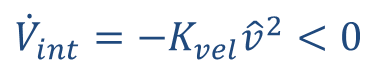 V̇_int = −K_vel v̂² < 0